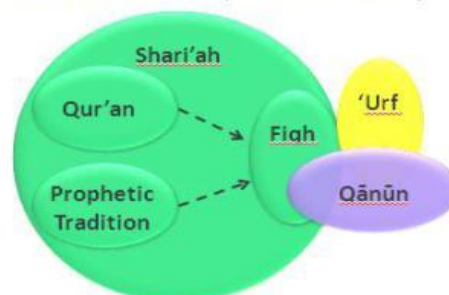 Shari'ah
Qur'an
Fiqh
'Urf
Prophetic
Tradition
Qānūn